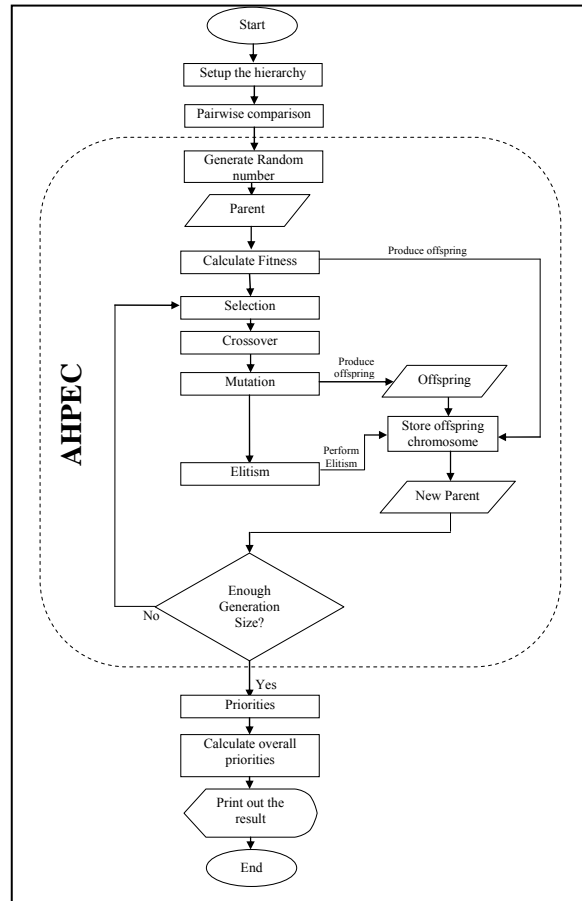 Start
Setup the hierarchy
Pairwise comparison
Generate Random
number
Parent
Calculate Fitness
Produce offspring
Selection
Crossover
Mutation
Produce
offspring
Offspring
Store offspring
chromosome
Elitism
Perform
Elitism
New Parent
AHPEC
Enough
Generation
Size?
No
Yes
Priorities
Calculate overall
priorities
Print out the
result
End